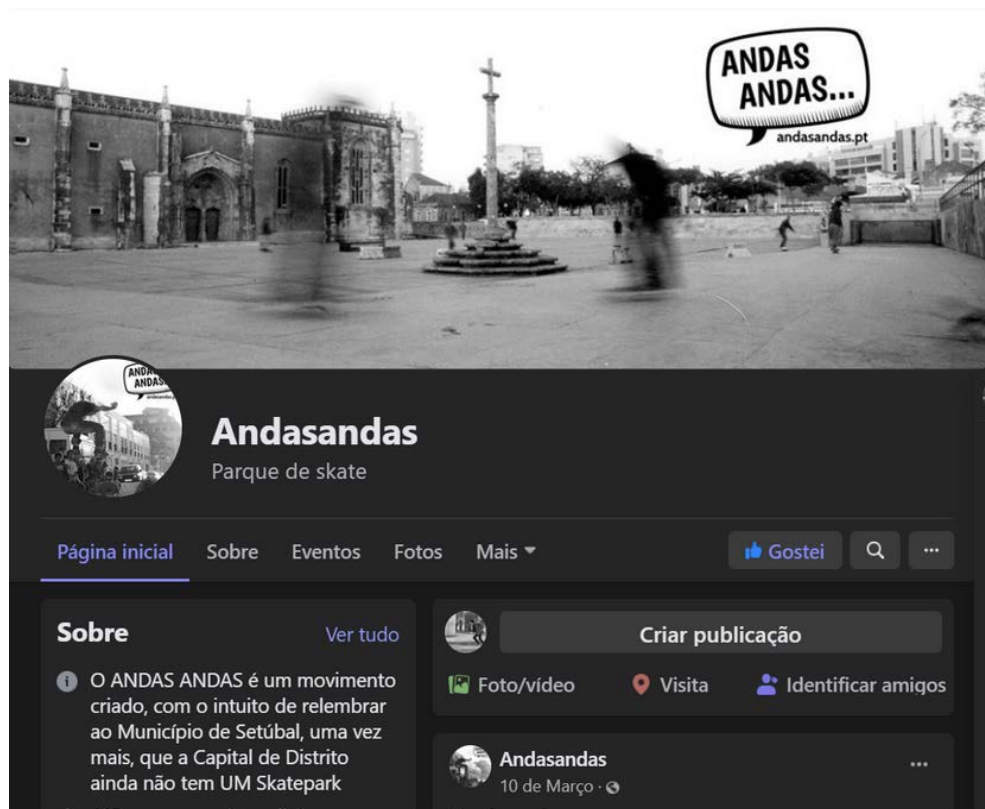 ANDAS
ANDAS...
andasandas.pt
ANDAS
ANDAS
Andasandas
Parque de skate
Página inicial
Sobre
Eventos
Fotos
Mais
Gostei
Sobre
Ver tudo
O ANDAS ANDAS é um movimento
criado, com o intuito de relembrar
ao Município de Setúbal, uma vez
mais, que a Capital de Distrito
ainda não tem UM Skatepark
Criar publicação
Foto/vídeo
Visita
Identificar amigos
Andasandas
10 de Março